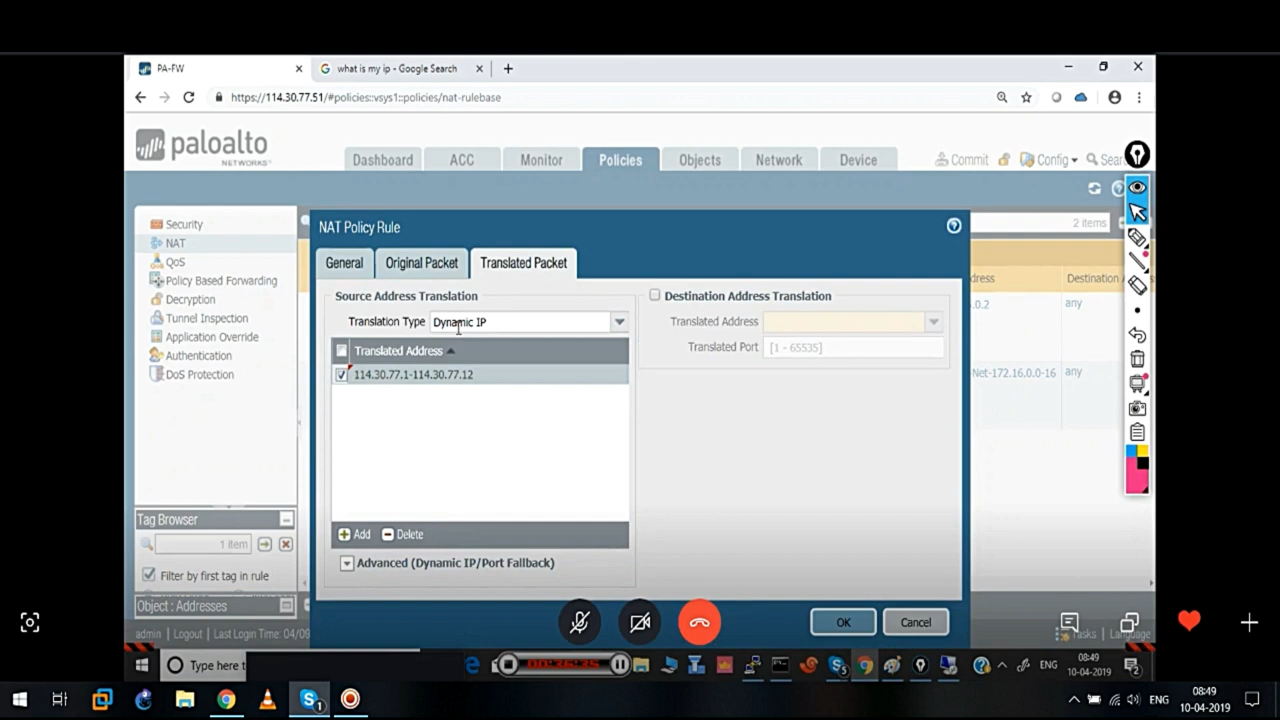 PA-FW
what is my ip - Google Search
https://114.30.77.51/#policies::vsys1::policies/nat-rulebase
paloalto
NETWORKS
Dashboard
ACC
Monitor
Policies
Objects
Network
Device
Commit
Config
Security
NAT
QoS
Policy Based Forwarding
Decryption
Tunnel Inspection
Application Override
Authentication
DoS Protection
2 items
NAT Policy Rule
General
Original Packet
Translated Packet
Source Address Translation
Translation Type Dynamic IP
Translated Address
114.30.77.1-114.30.77.12
Add Delete
Advanced (Dynamic IP/Port Fallback)
Destination Address Translation
Translated Address
Translated Port [1 - 65535]
any
Net-172.16.0.0-16 any
Tag Browser
1 item
Filter by first tag in rule
Object : Addresses
OK
Cancel
admin | Logout | Last Login Time: 04/09
Type here t
00:36:35
ENG
08:49
10-04-2019
ENG
08:49
10-04-2019